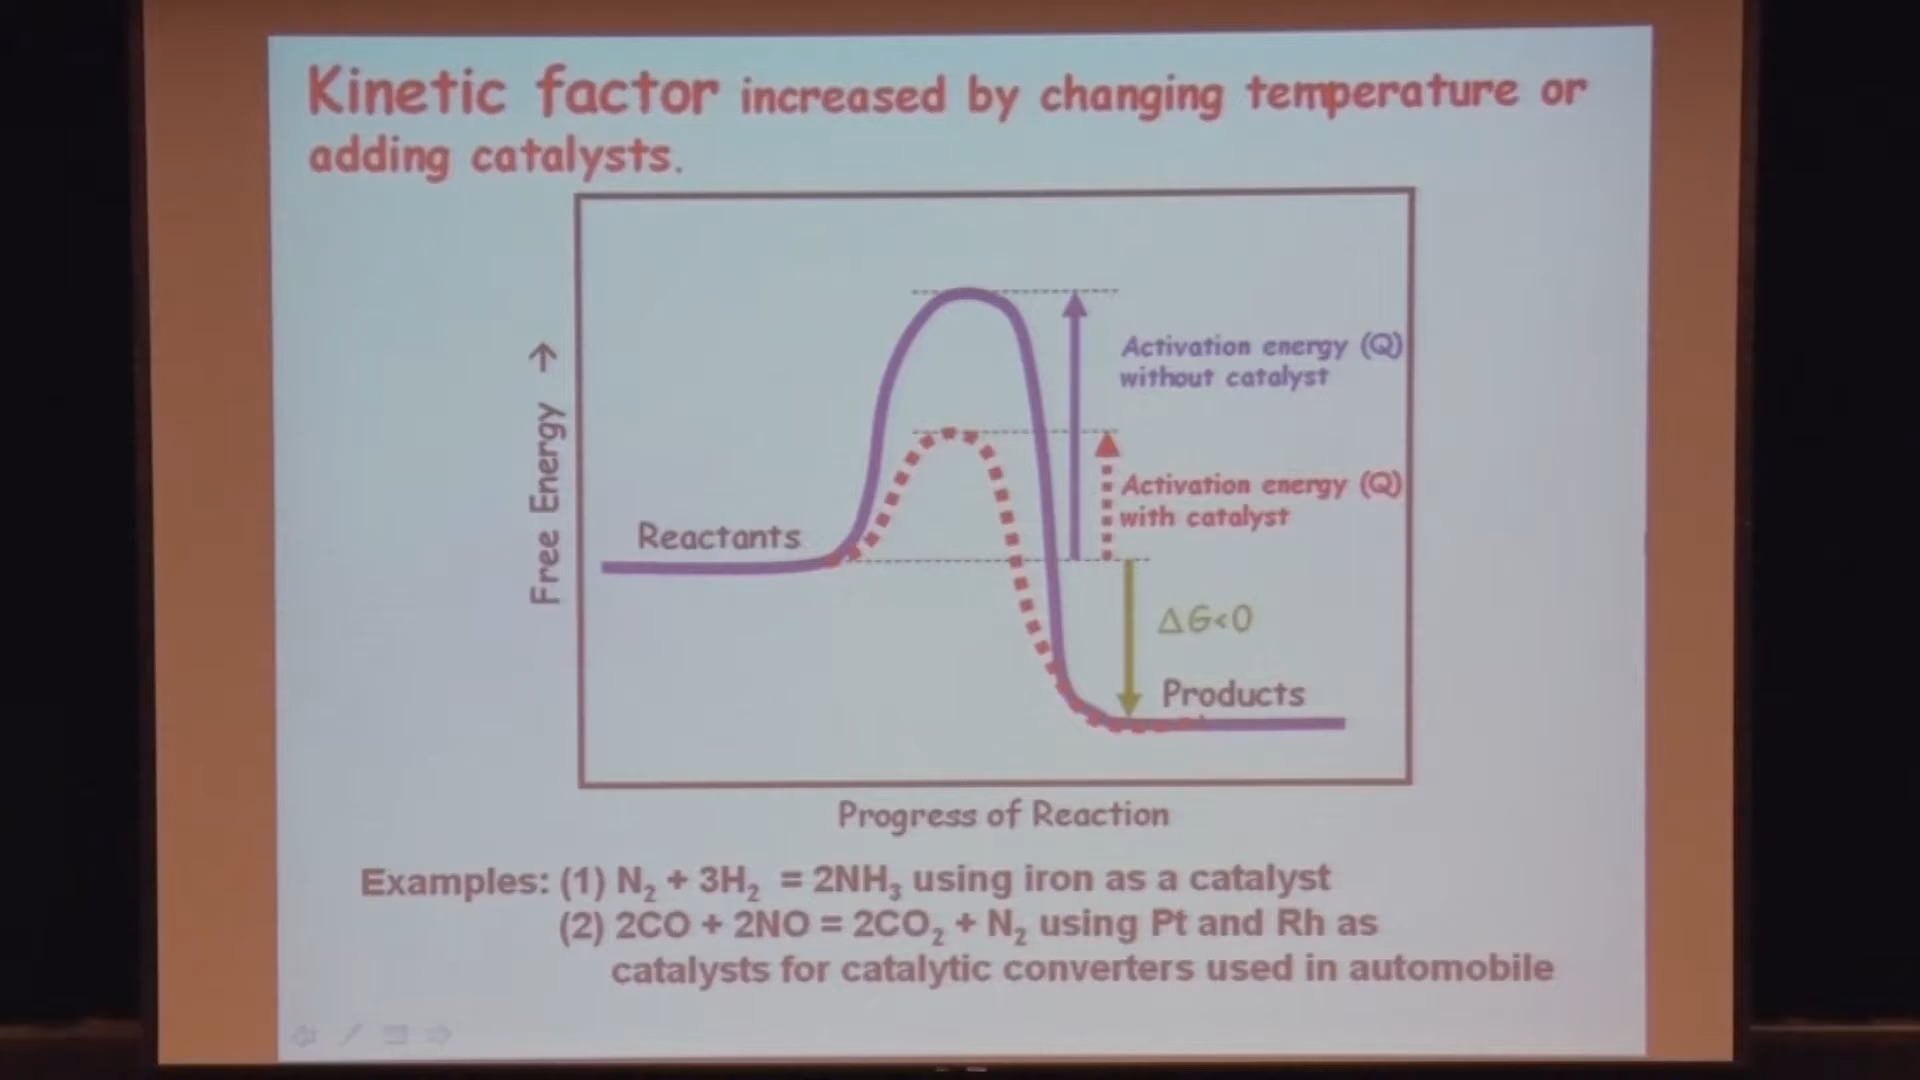 Kinetic factor increased by changing temperature or
adding catalysts.
Free Energy →
Activation energy (Q)
without catalyst
Activation energy (Q)
with catalyst
Reactants
ΔG<0
Products
Progress of Reaction
Examples: (1) N₂ + 3H₂ = 2NH₃ using iron as a catalyst
(2) 2CO + 2NO = 2CO₂ + N₂ using Pt and Rh as
catalysts for catalytic converters used in automobile